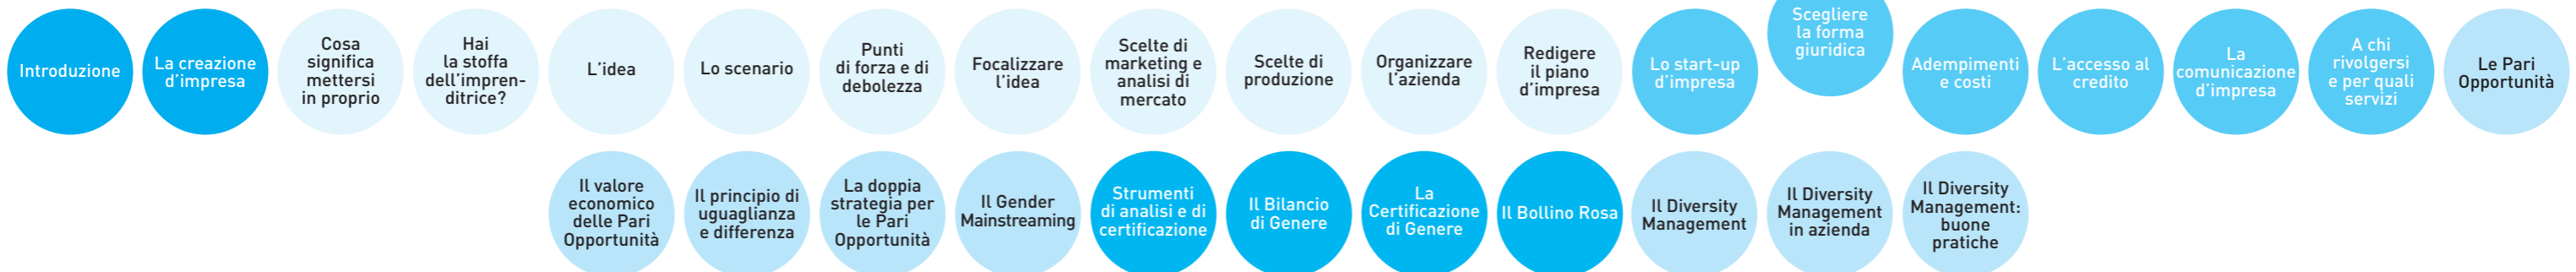 Introduzione
La creazione
d'impresa
Cosa
significa
mettersi
in proprio
Hai
la stoffa
dell'impren-
ditrice?
L'idea
Lo scenario
Punti
di forza e di
debolezza
Focalizzare
l'idea
Scelte di
marketing e
analisi di
mercato
Scelte di
produzione
Organizzare
l'azienda
Redigere
il piano
d'impresa
Lo start-up
d'impresa
Scegliere
la forma
giuridica
Adempimenti
e costi
L'accesso al
credito
La
comunicazione
d'impresa
A chi
rivolgersi
e per quali
servizi
Le Pari
Opportunità
Il valore
economico
delle Pari
Opportunità
Il principio di
uguaglianza
e differenza
La doppia
strategia per
le Pari
Opportunità
Il Gender
Mainstreaming
Strumenti
di analisi e di
certificazione
Il Bilancio
di Genere
La
Certificazione
di Genere
Il Bollino Rosa
Il Diversity
Management
Il Diversity
Management
in azienda
Il Diversity
Management:
buone
pratiche